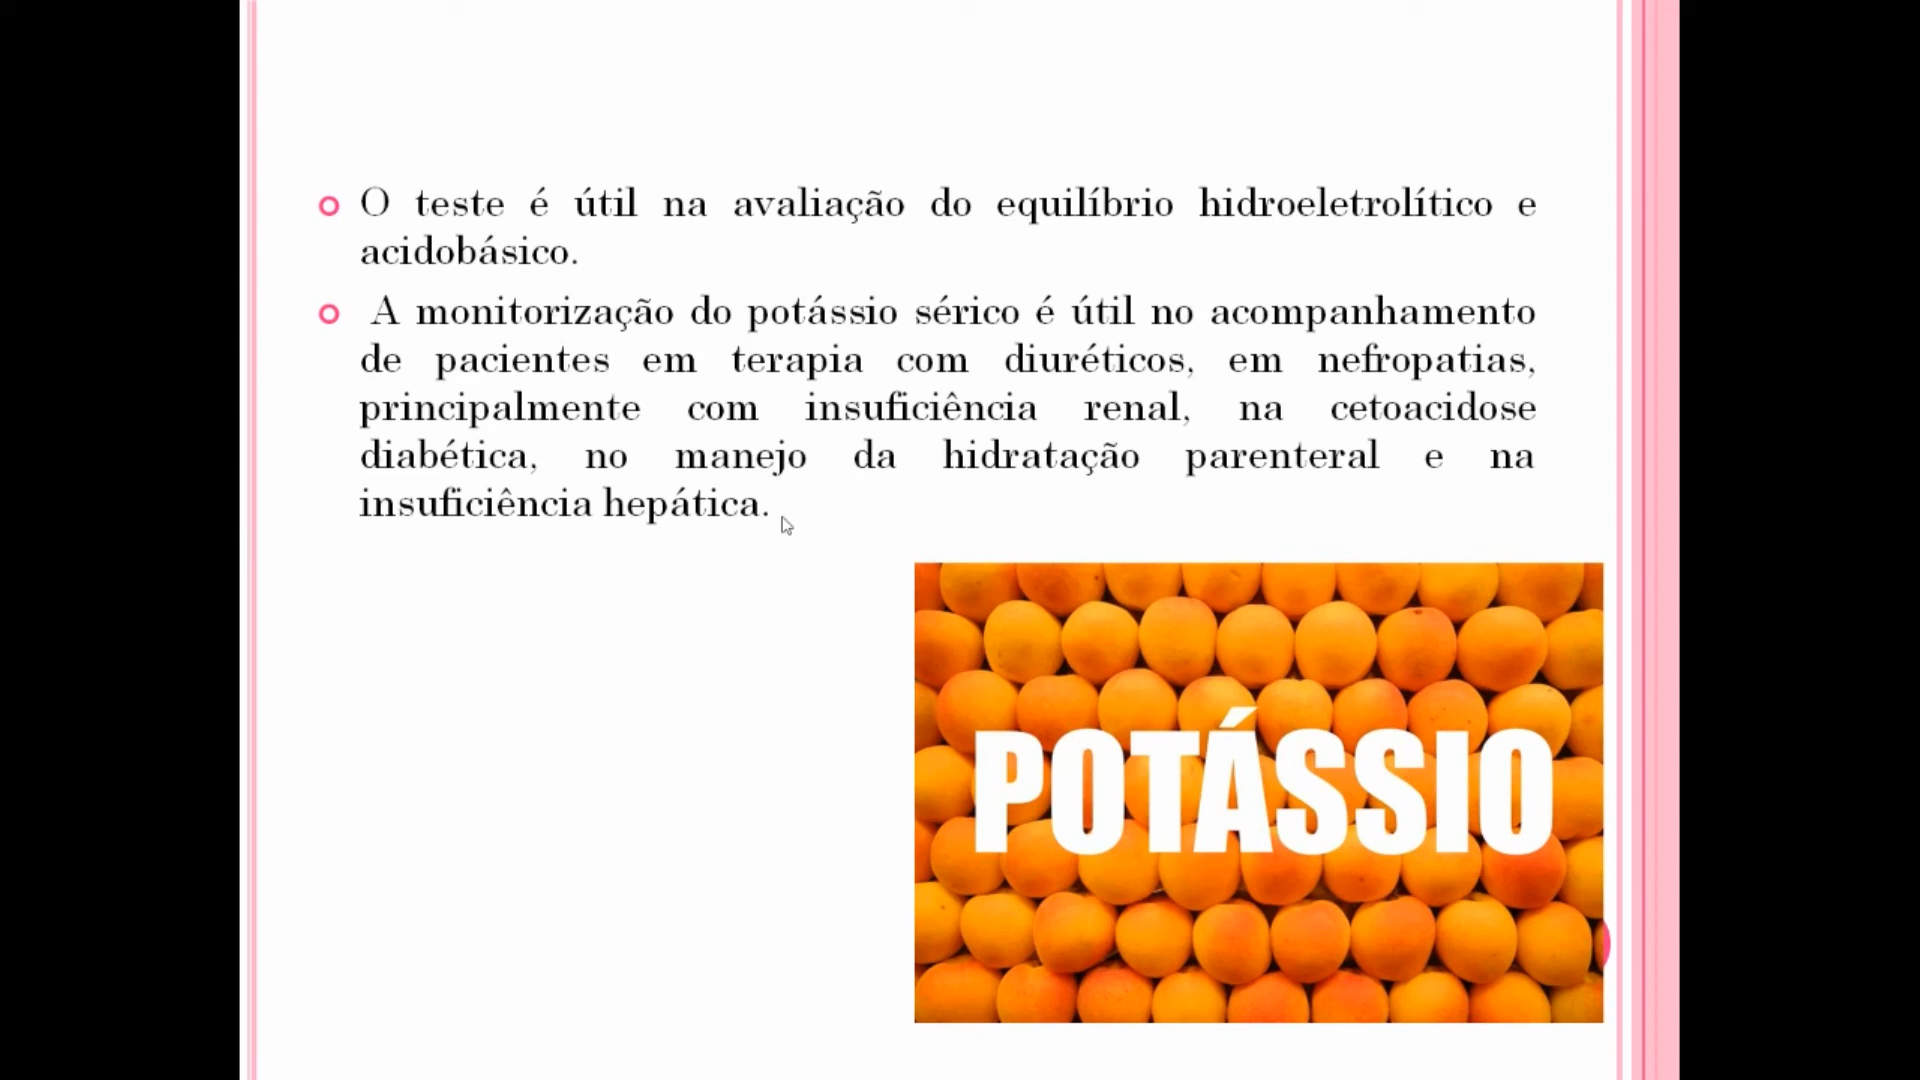 O teste é útil na avaliação do equilíbrio hidroeletrolítico e
acidobásico.
A monitorização do potássio sérico é útil no acompanhamento
de pacientes em terapia com diuréticos, em nefropatias,
principalmente com insuficiência renal, na cetoacidose
diabética, no manejo da hidratação parenteral e na
insuficiência hepática.
POTÁSSIO